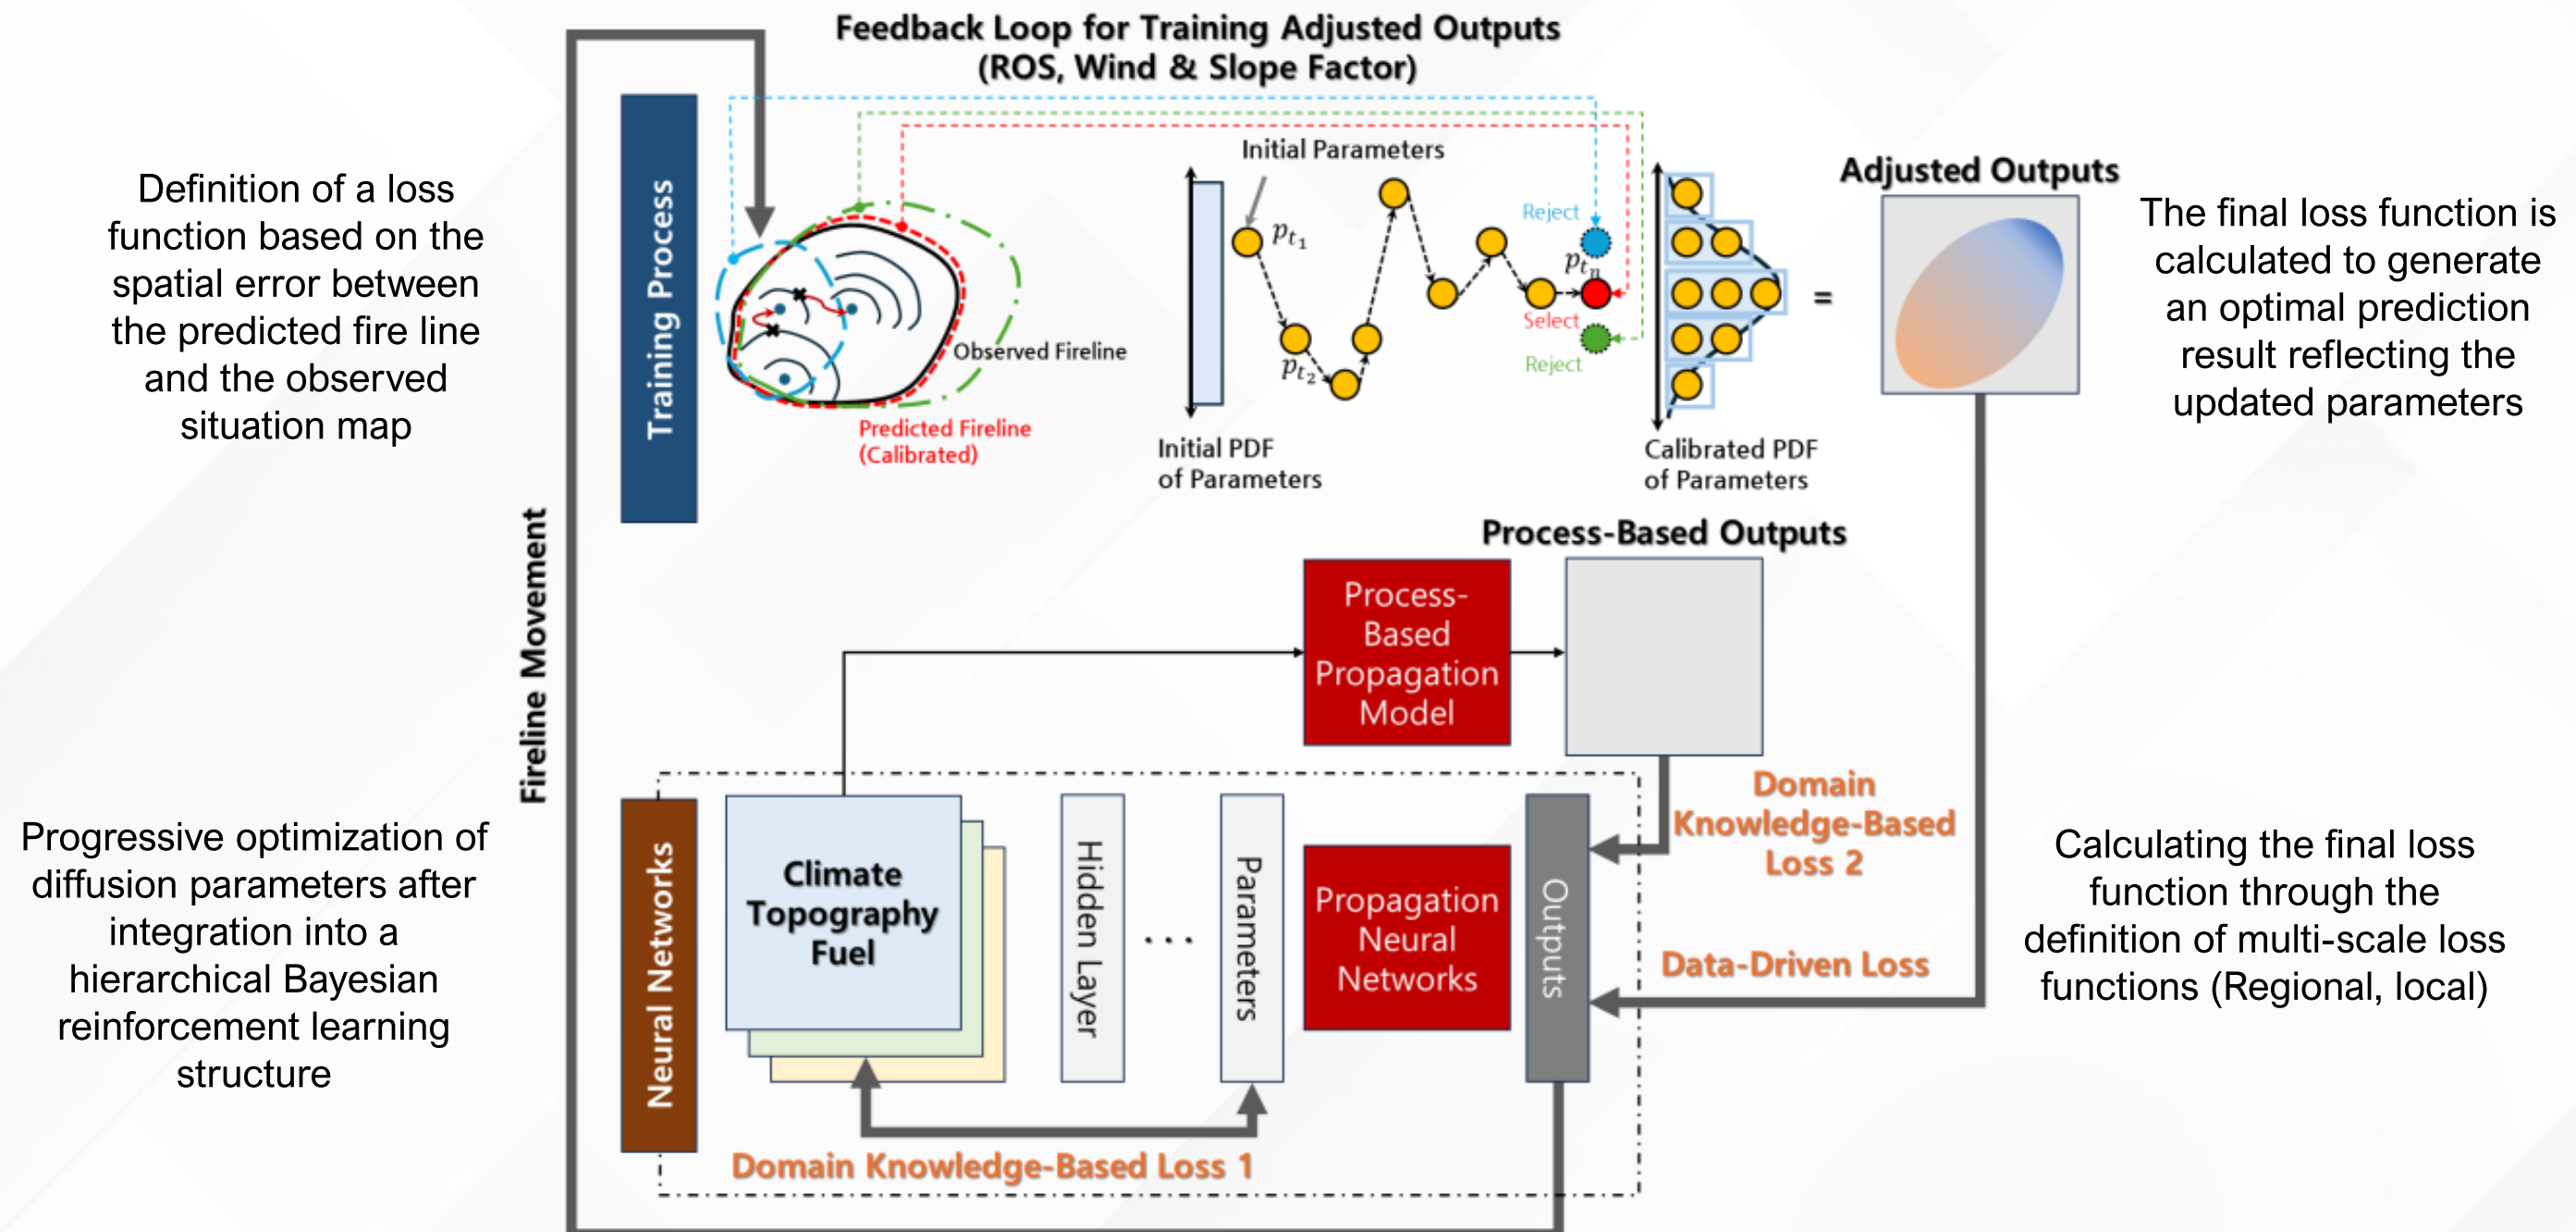 Feedback Loop for Training Adjusted Outputs
(ROS, Wind & Slope Factor)
Definition of a loss
function based on the
spatial error between
the predicted fire line
and the observed
situation map
Training Process
Observed Fireline
Predicted Fireline
(Calibrated)
Initial Parameters
p_{t_1}
p_{t_2}
Initial PDF
of Parameters
Reject
p_{t_n}
Select
Reject
Calibrated PDF
of Parameters
=
Adjusted Outputs
The final loss function is
calculated to generate
an optimal prediction
result reflecting the
updated parameters
Fireline Movement
Process-Based Outputs
Process-
Based
Propagation
Model
Progressive optimization of
diffusion parameters after
integration into a
hierarchical Bayesian
reinforcement learning
structure
Neural Networks
Climate
Topography
Fuel
Hidden Layer
...
Parameters
Propagation
Neural
Networks
Outputs
Domain
Knowledge-Based
Loss 2
Data-Driven Loss
Domain Knowledge-Based Loss 1
Calculating the final loss
function through the
definition of multi-scale loss
functions (Regional, local)